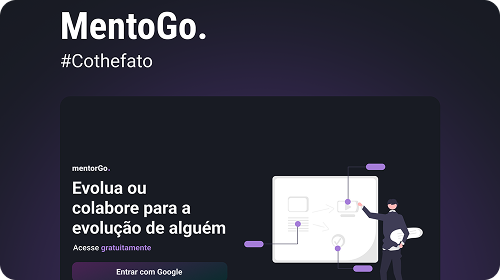 MentoGo.
#Cothefato
mentorGo.
Evolua ou
colabore para a
evolução de alguém
Acesse gratuitamente
Entrar com Google